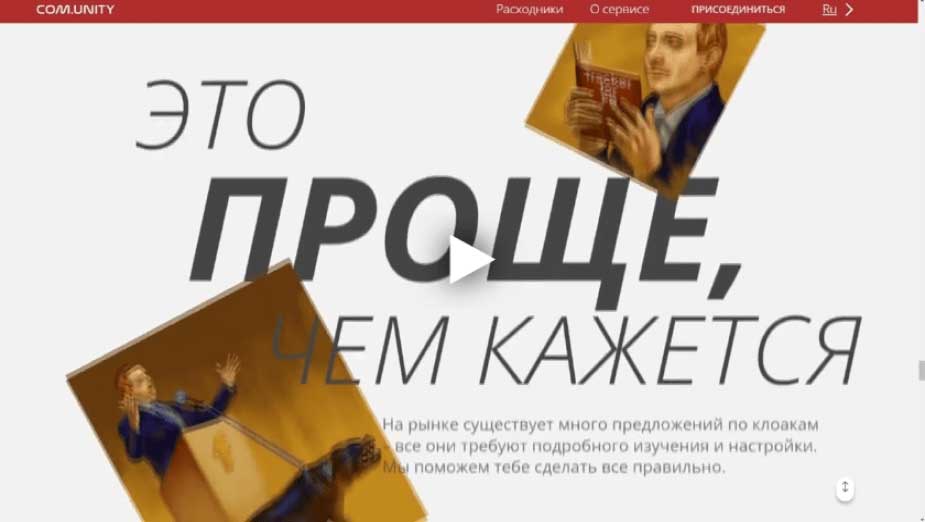 COM.UNITY
Расходники О сервисе ПРИСОЕДИНИТЬСЯ Ru
ЭТО
ПРОЩЕ,
ЧЕМ КАЖЕТСЯ
На рынке существует много предложений по клоакам
- все они требуют подробного изучения и настройки.
Мы поможем тебе сделать все правильно.